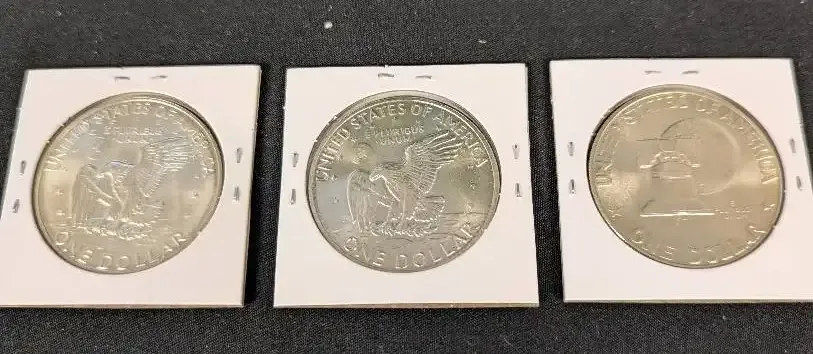 UNITED STATES OF AMERICA
E PLURIBUS
UNUM
ONE DOLLAR
UNITED STATES OF AMERICA
E PLURIBUS
UNUM
ONE DOLLAR
UNITED STATES OF AMERICA
ONE DOLLAR